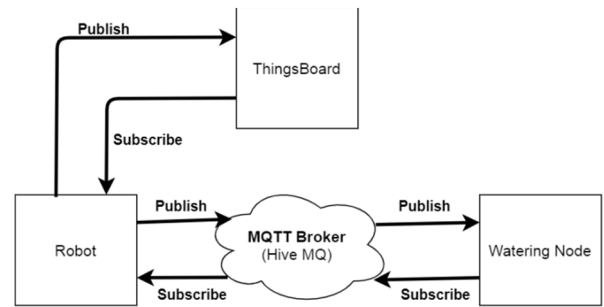 Publish
ThingsBoard
Subscribe
Publish
Publish
Robot
MQTT Broker
(Hive MQ)
Watering Node
Subscribe
Subscribe